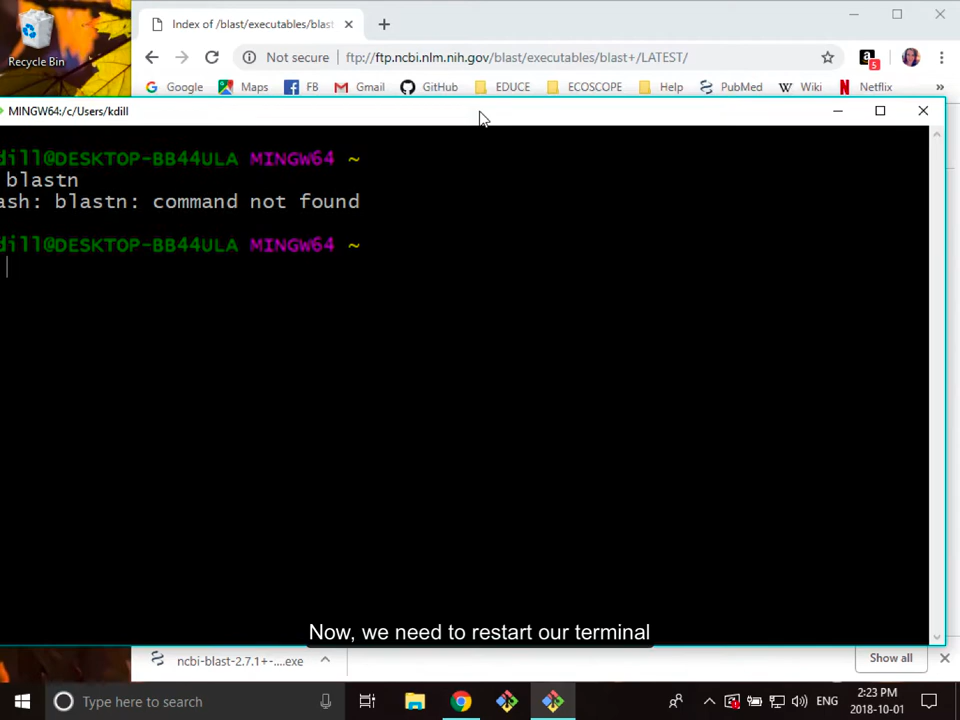 Index of /blast/executables/blast
Recycle Bin
Not secure
ftp://ftp.ncbi.nlm.nih.gov/blast/executables/blast+/LATEST/
5
Google
Maps
FB
Gmail
GitHub
EDUCE
ECOSCOPE
Help
PubMed
Wiki
Netflix
»
MINGW64:/c/Users/kdill
dill@DESKTOP-BB44ULA MINGW64 ~
blastn
ash: blastn: command not found
dill@DESKTOP-BB44ULA MINGW64 ~
Now, we need to restart our terminal
ncbi-blast-2.7.1+-....exe
Show all
Type here to search
ENG
2:23 PM
2018-10-01